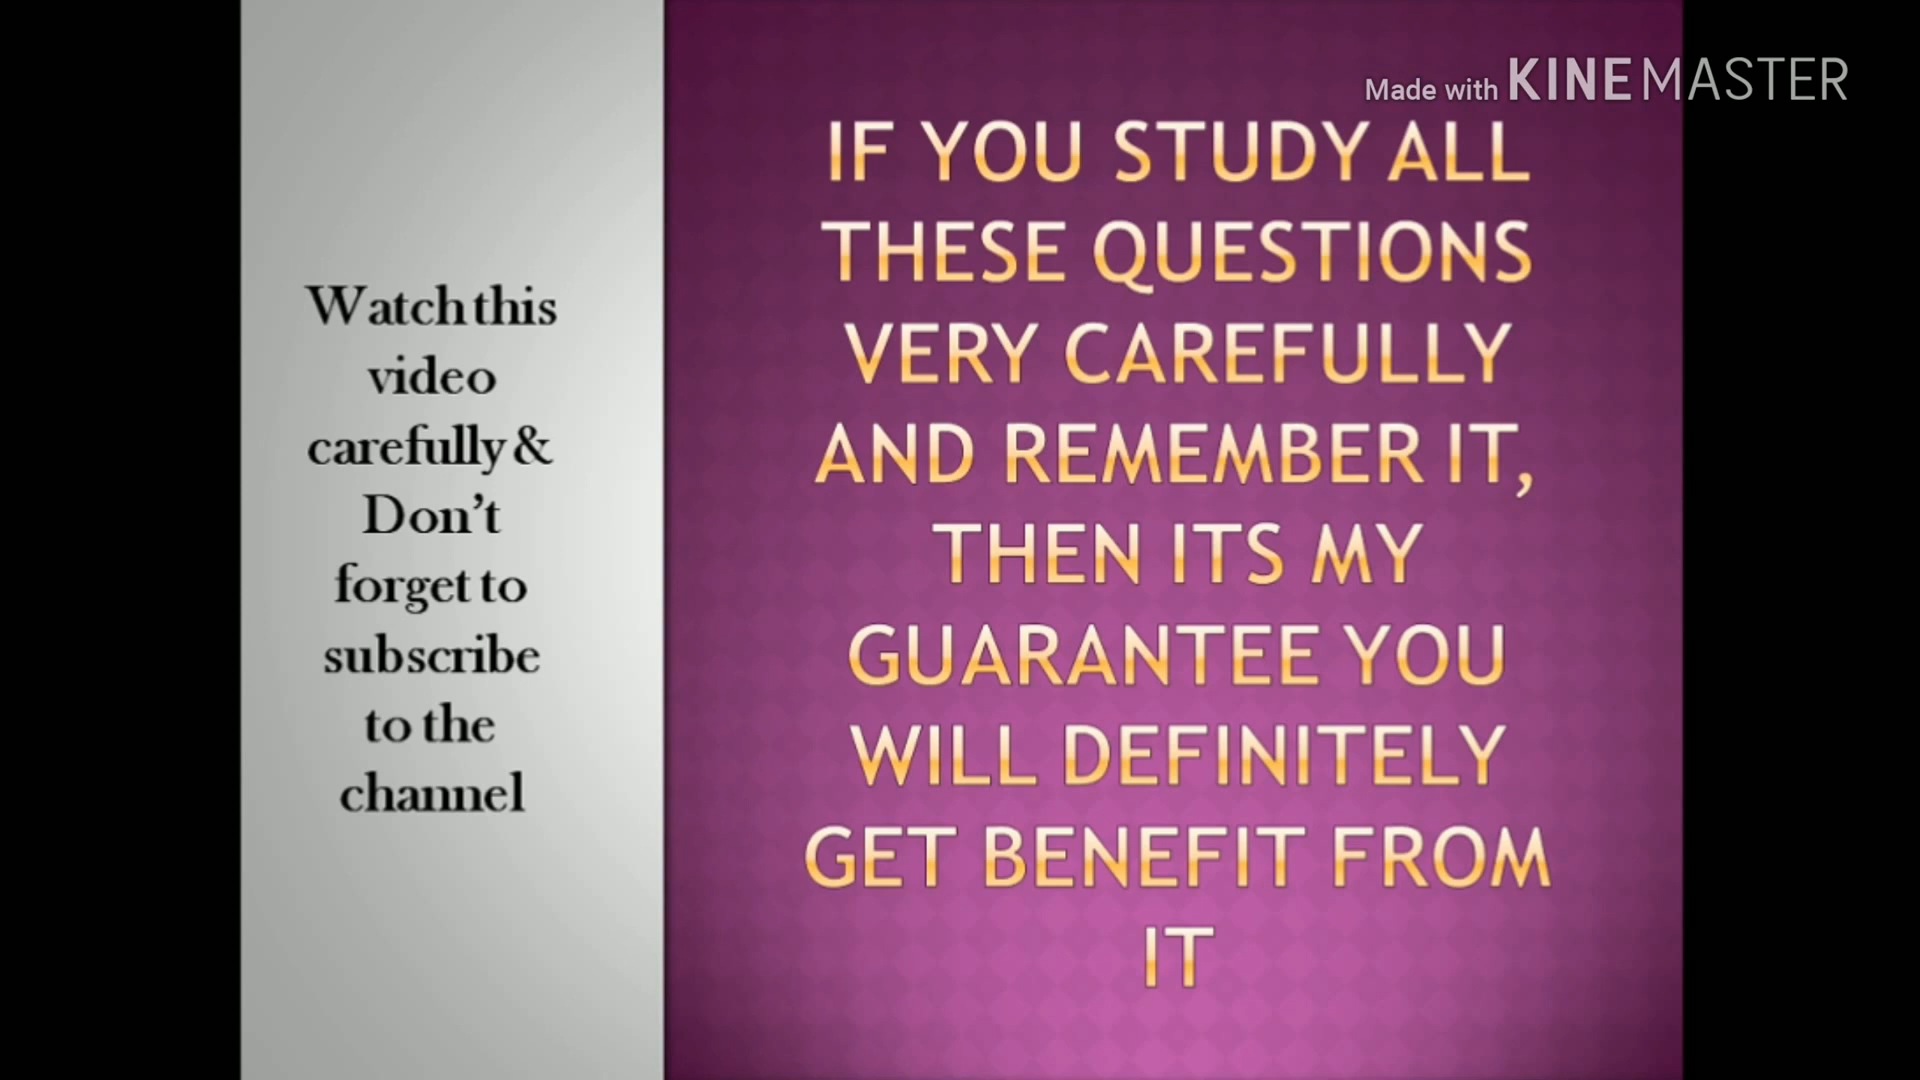 Watch this
video
carefully &
Don't
forget to
subscribe
to the
channel
Made with KINEMASTER
IF YOU STUDY ALL
THESE QUESTIONS
VERY CAREFULLY
AND REMEMBER IT,
THEN ITS MY
GUARANTEE YOU
WILL DEFINITELY
GET BENEFIT FROM
IT